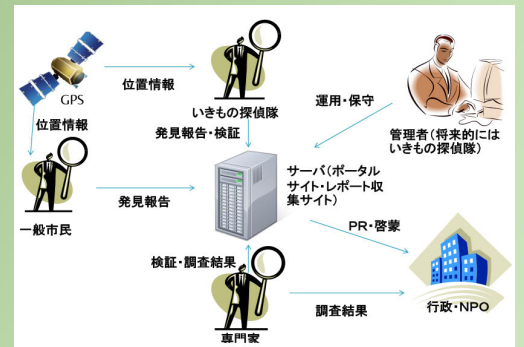 GPS
位置情報
いきもの探偵隊
運用・保守
位置情報
発見報告・検証
管理者(将来的には
いきもの探偵隊)
一般市民
発見報告
サーバ(ポータル
サイト・レポート収
集サイト)
PR・啓蒙
検証・調査結果
専門家
調査結果
行政・NPO